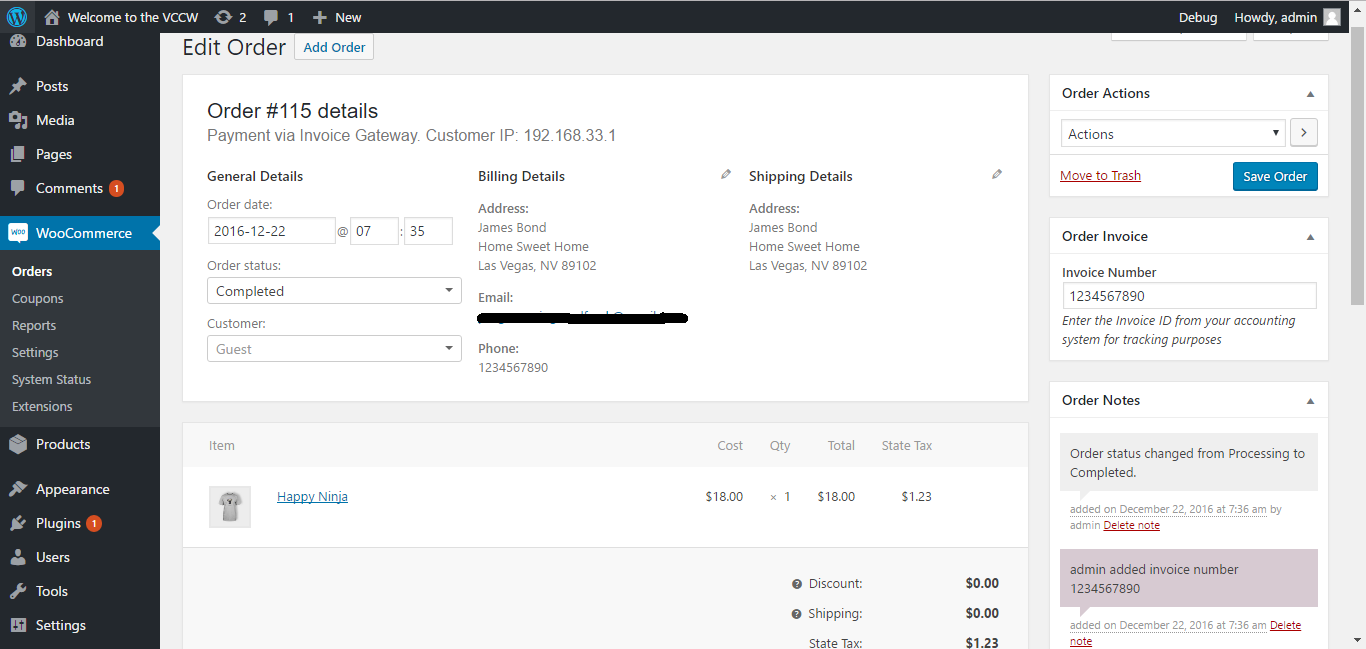 Welcome to the VCCW 2 1 New Debug Howdy, admin
Dashboard
Posts
Media
Pages
Comments 1
WooCommerce
Orders
Coupons
Reports
Settings
System Status
Extensions
Products
Appearance
Plugins 1
Users
Tools
Settings
Edit Order Add Order
Order #115 details
Payment via Invoice Gateway. Customer IP: 192.168.33.1
General Details
Order date:
2016-12-22 @ 07 : 35
Order status:
Completed
Customer:
Guest
Billing Details
Address:
James Bond
Home Sweet Home
Las Vegas, NV 89102
Email:
Phone:
1234567890
Shipping Details
Address:
James Bond
Home Sweet Home
Las Vegas, NV 89102
Item Cost Qty Total State Tax
Happy Ninja $18.00 × 1 $18.00 $1.23
Discount: $0.00
Shipping: $0.00
State Tax: $1.23
Order Actions
Actions
Move to Trash Save Order
Order Invoice
Invoice Number
1234567890
Enter the Invoice ID from your accounting
system for tracking purposes
Order Notes
Order status changed from Processing to
Completed.
added on December 22, 2016 at 7:36 am by
admin Delete note
admin added invoice number
1234567890
added on December 22, 2016 at 7:36 am Delete
note